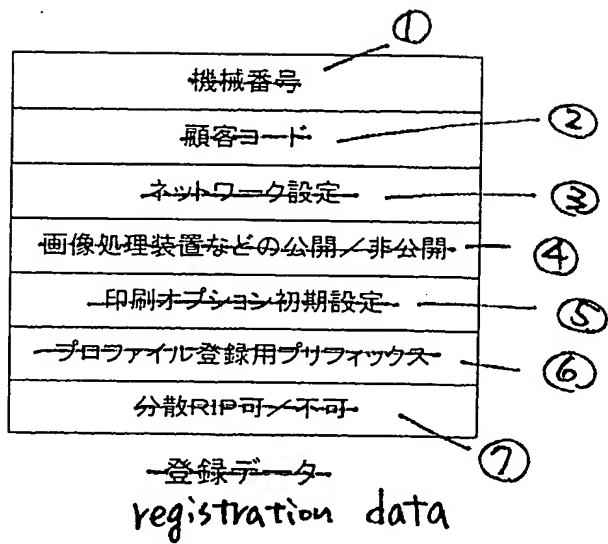 ①
機械番号
②
顧客コード
③
ネットワーク設定
④
画像処理装置などの公開／非公開
⑤
印刷オプション初期設定
⑥
プロファイル登録用プリフィックス
⑦
分散RIP可／不可
登録データ
registration data